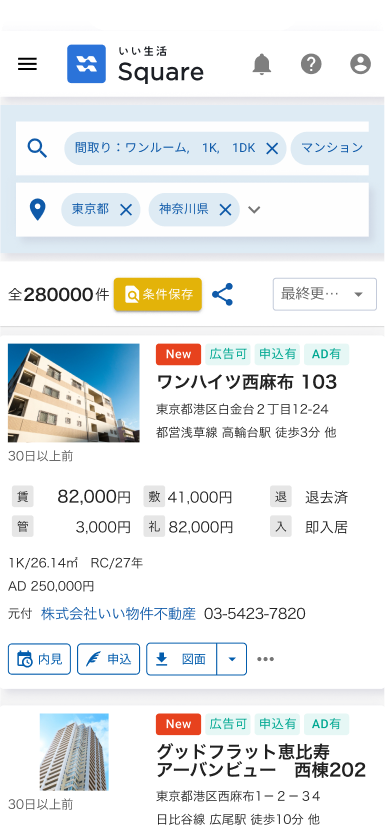 いい生活
Square
間取り：ワンルーム, 1K, 1DK
マンション
東京都
神奈川県
全280000件
条件保存
最終更…
New 広告可 申込有 AD有
ワンハイツ西麻布 103
東京都港区白金台２丁目12-24
都営浅草線 高輪台駅 徒歩3分 他
30日以上前
賃 82,000円 敷 41,000円 退 退去済
管 3,000円 礼 82,000円 入 即入居
1K/26.14㎡ RC/27年
AD 250,000円
元付 株式会社いい物件不動産 03-5423-7820
内見 申込 図面
New 広告可 申込有 AD有
グッドフラット恵比寿
アーバンビュー　西棟202
30日以上前
東京都港区西麻布1－２－３4
日比谷線 広尾駅 徒歩10分 他